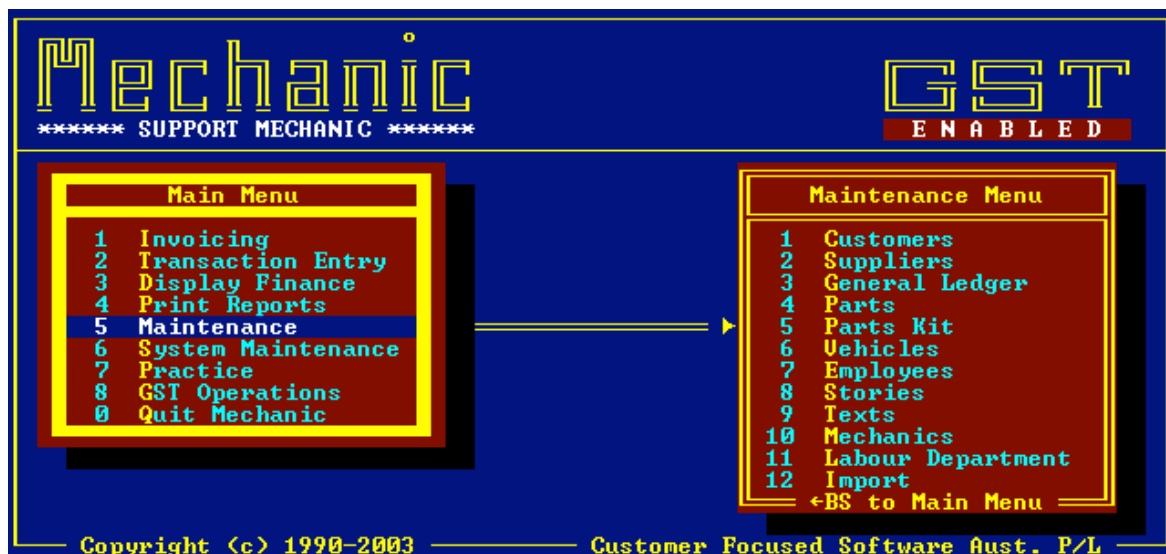 Mechanic
****** SUPPORT MECHANIC ******
GST
ENABLED
Main Menu
1 Invoicing
2 Transaction Entry
3 Display Finance
4 Print Reports
5 Maintenance
6 System Maintenance
7 Practice
8 GST Operations
0 Quit Mechanic
Maintenance Menu
1 Customers
2 Suppliers
3 General Ledger
4 Parts
5 Parts Kit
6 Vehicles
7 Employees
8 Stories
9 Texts
10 Mechanics
11 Labour Department
12 Import
←BS to Main Menu
Copyright (c) 1990-2003
Customer Focused Software Aust. P/L